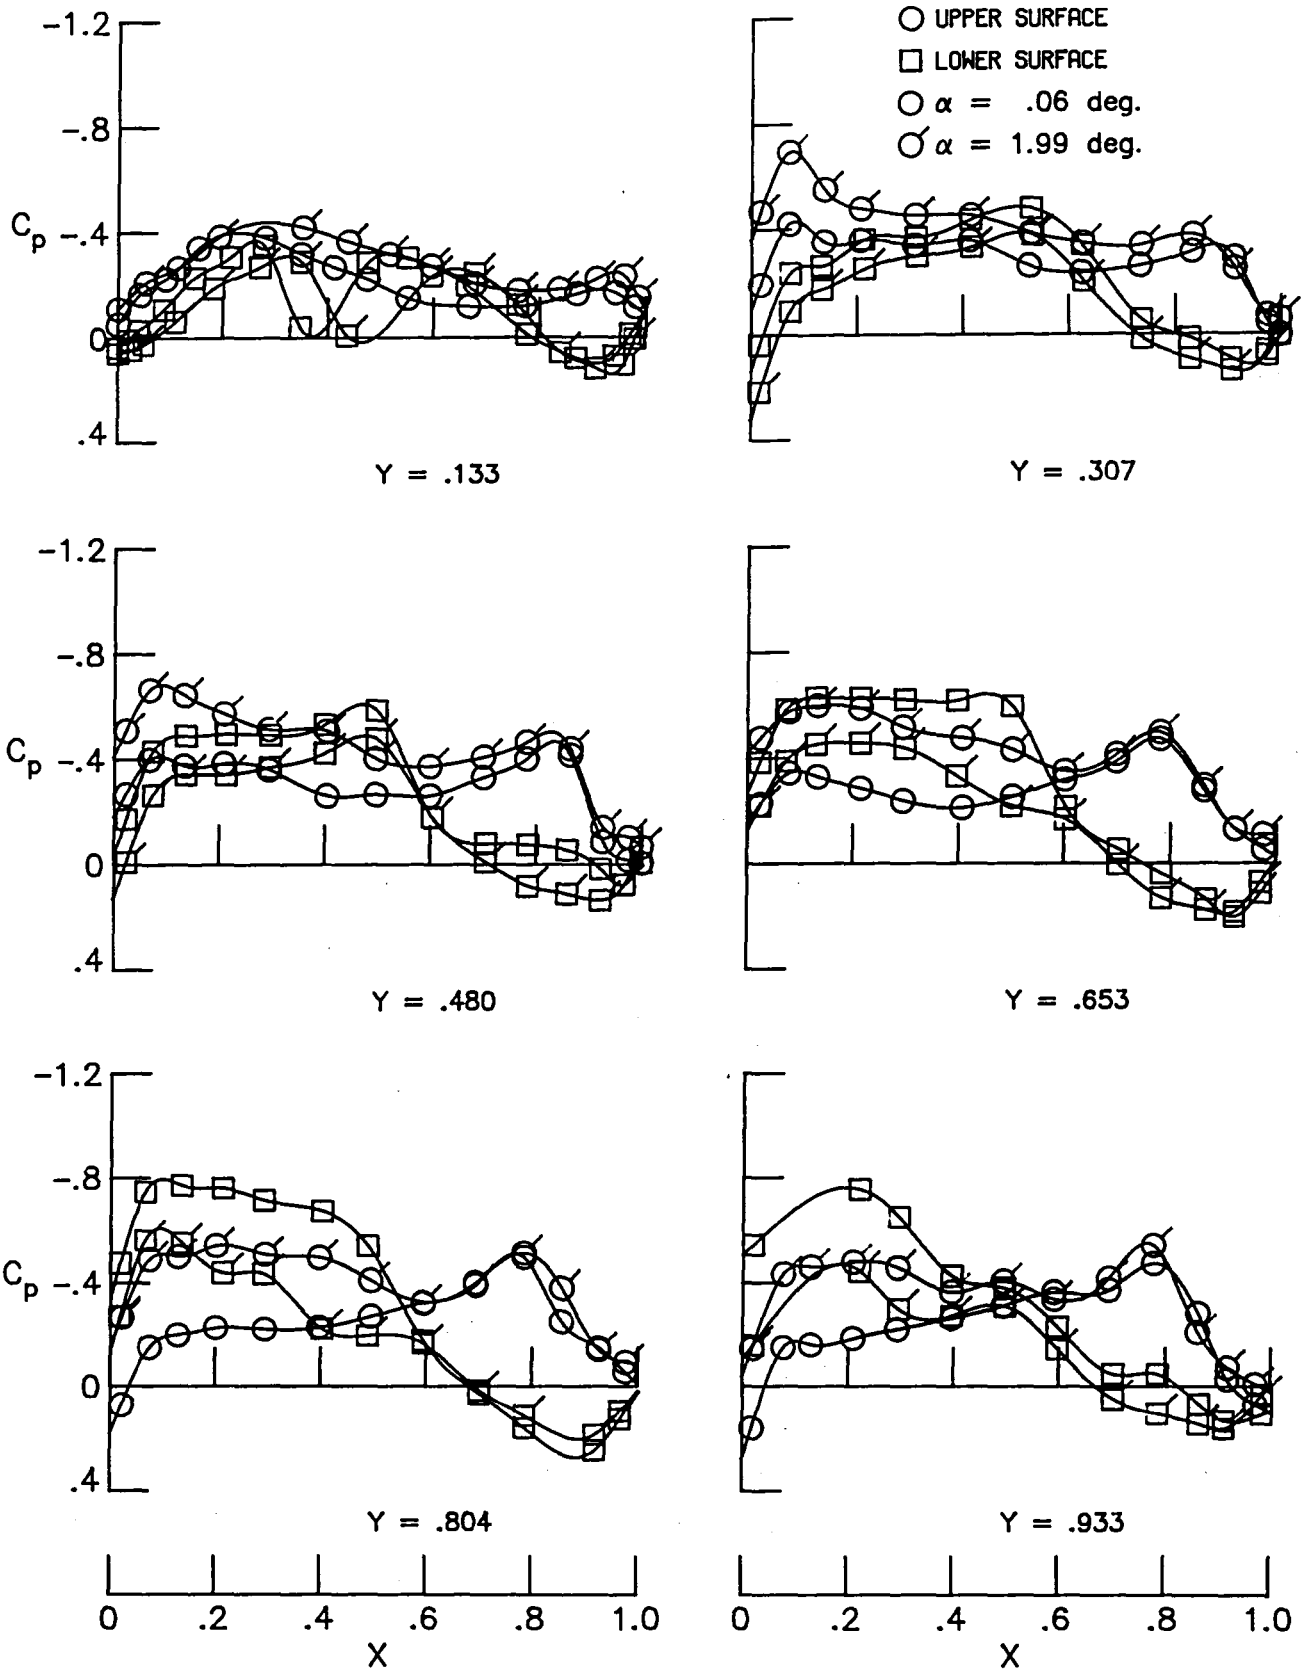 ○ UPPER SURFACE
□ LOWER SURFACE
○ α = .06 deg.
α = 1.99 deg.
-1.2
-.8
Cp -.4
0
.4
Y = .133
Y = .307
-1.2
-.8
Cp -.4
0
.4
Y = .480
Y = .653
-1.2
-.8
Cp -.4
0
.4
Y = .804
Y = .933
0 .2 .4 .6 .8 1.0
X
0 .2 .4 .6 .8 1.0
X